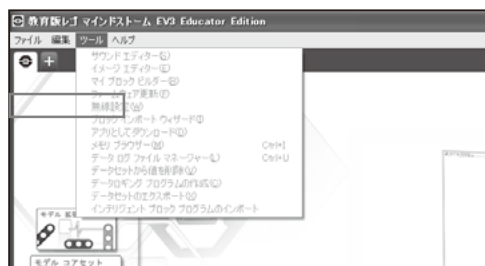 教育版レゴ マインドストーム EV3 Educator Edition
ファイル 編集 ツール ヘルプ
サウンド エディター(S)
イメージ エディター(E)
マイ ブロック ビルダー(B)
ファームウェア更新(F)
無線設定(W)
ブロック インポート ウィザード(I)
アプリとしてダウンロード(D)
メモリ ブラウザー(M) Ctrl+I
データ ログ ファイル マネージャー(L) Ctrl+U
データセットから値を削除(V)
データロギング プログラムの作成(C)
データセットのエクスポート(X)
インテリジェント ブロック プログラムのインポート
モデル 拡
モデル コアセット